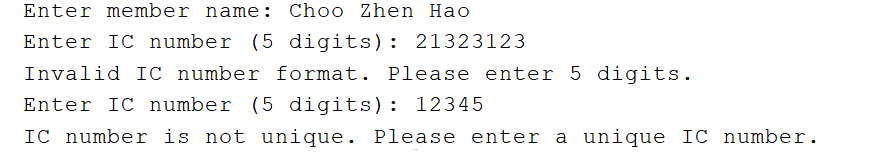 Enter member name: Choo Zhen Hao
Enter IC number (5 digits): 21323123
Invalid IC number format. Please enter 5 digits.
Enter IC number (5 digits): 12345
IC number is not unique. Please enter a unique IC number.